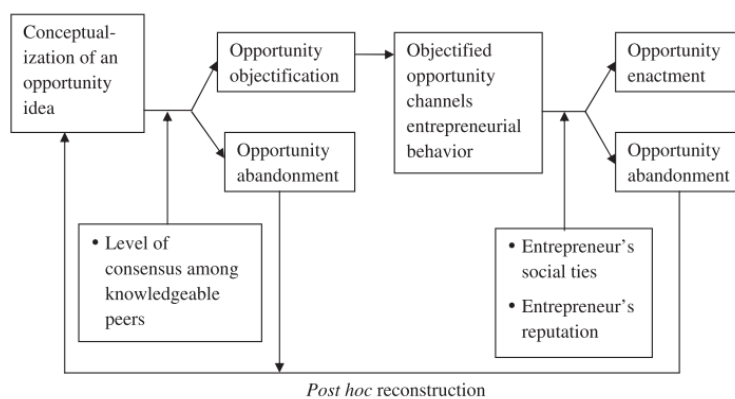 Conceptual-
ization of an
opportunity
idea
Opportunity
objectification
Opportunity
abandonment
Objectified
opportunity
channels
entrepreneurial
behavior
Opportunity
enactment
Opportunity
abandonment
• Level of
consensus among
knowledgeable
peers
• Entrepreneur's
social ties
• Entrepreneur's
reputation
Post hoc reconstruction